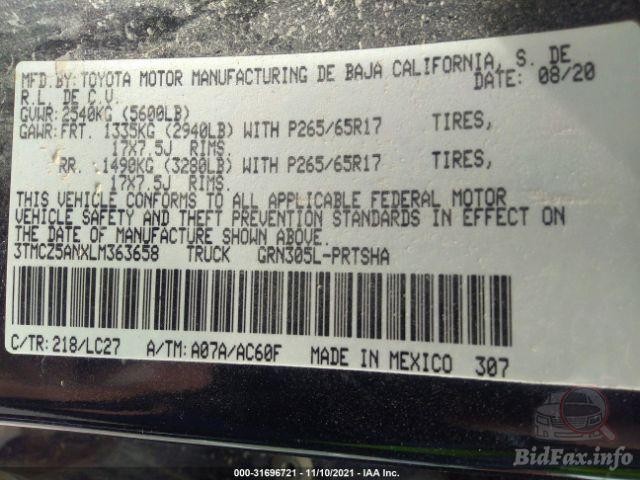 MFD.BY:TOYOTA MOTOR MANUFACTURING DE BAJA CALIFORNIA, S. DE
R.L. DE C.V. DATE: 08/20
GVWR:2540KG (5600LB)
GAWR:FRT. 1335KG (2940LB) WITH P265/65R17 TIRES,
17X7.5J RIMS.
RR. 1490KG (3280LB) WITH P265/65R17 TIRES,
17X7.5J RIMS.
THIS VEHICLE CONFORMS TO ALL APPLICABLE FEDERAL MOTOR
VEHICLE SAFETY AND THEFT PREVENTION STANDARDS IN EFFECT ON
THE DATE OF MANUFACTURE SHOWN ABOVE.
3TMCZ5ANXLM363658 TRUCK GRN305L-PRTSHA
C/TR:218/LC27 A/TM:A07A/AC60F MADE IN MEXICO 307
BidFax.info
000-31696721 - 11/10/2021 - IAA Inc.